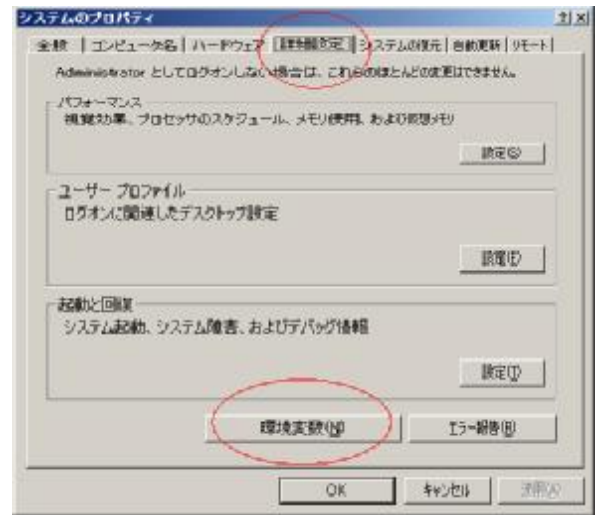 システムのプロパティ
全般 コンピュータ名 ハードウェア 詳細設定 システムの復元 自動更新 リモート
Administrator としてログオンしない場合は、これらのほとんどの変更はできません。
パフォーマンス
視覚効果、プロセッサのスケジュール、メモリ使用、および仮想メモリ
設定(S)
ユーザー プロファイル
ログオンに関連したデスクトップ設定
設定(E)
起動と回復
システム起動、システム障害、およびデバッグ情報
設定(T)
環境変数(N) エラー報告(R)
OK キャンセル 適用(A)